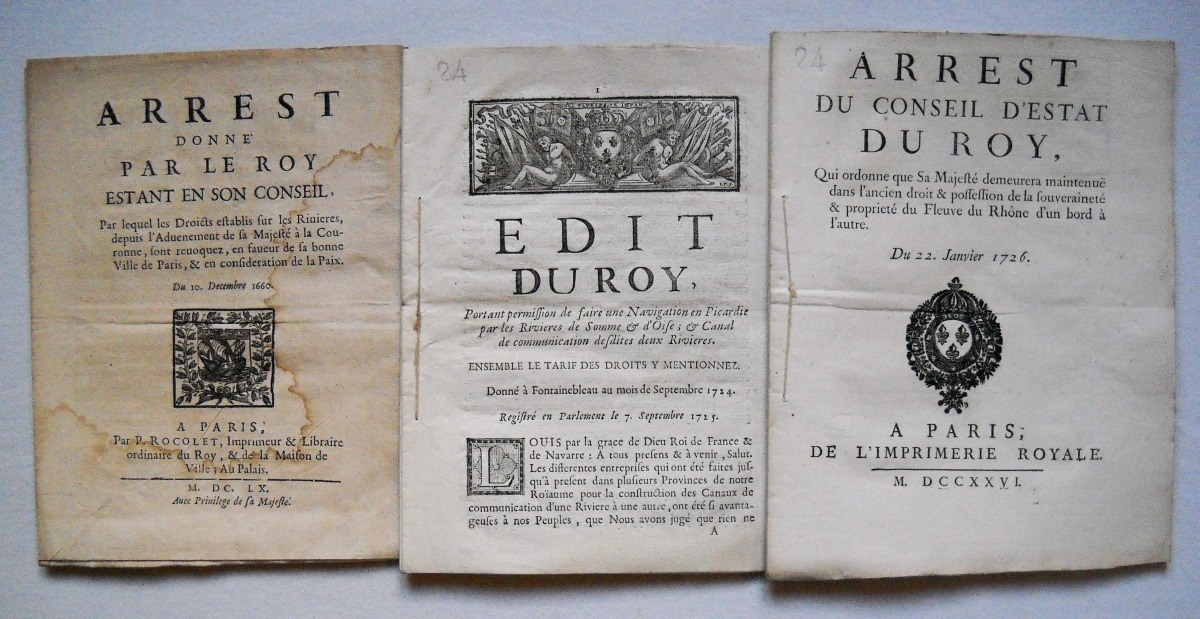 ARREST
DONNE'
PAR LE ROY
ESTANT EN SON CONSEIL,
Par lequel les Droicts establis sur les Riuieres,
depuis l'Aduenement de sa Majesté à la Cou-
ronne, sont reuoquez, en faueur de sa bonne
Ville de Paris, & en consideration de la Paix.
Du 10. Decembre 1660.
A PARIS,
Par P. ROCOLET, Imprimeur & Libraire
ordinaire du Roy, & de la Maison de
Ville; Au Palais.
M. DC. LX.
Auec Priuilege de sa Majesté.
24
1
EDIT
DU ROY,
Portant permission de faire une Navigation en Picardie
par les Rivieres de Somme & d'Oise; & Canal
de communication desdites deux Rivieres.
ENSEMBLE LE TARIF DES DROITS Y MENTIONNEZ.
Donné à Fontainebleau au mois de Septembre 1724.
Registré en Parlement le 7. Septembre 1725.
LOUIS par la grace de Dieu Roi de France &
de Navarre: A tous presens & à venir, Salut.
Les differentes entreprises qui ont été faites jus-
qu'à present dans plusieurs Provinces de notre
Roïaume pour la construction des Canaux de
communication d'une Riviere à une autre, ont été si avanta-
geuses à nos Peuples, que Nous avons jugé que rien ne
A
24
ARREST
DU CONSEIL D'ESTAT
DU ROY,
Qui ordonne que Sa Majesté demeurera maintenuë
dans l'ancien droit & possession de la souveraineté
& proprieté du Fleuve du Rhône d'un bord à
l'autre.
Du 22. Janvier 1726.
A PARIS,
DE L'IMPRIMERIE ROYALE.
M. DCCXXVI.